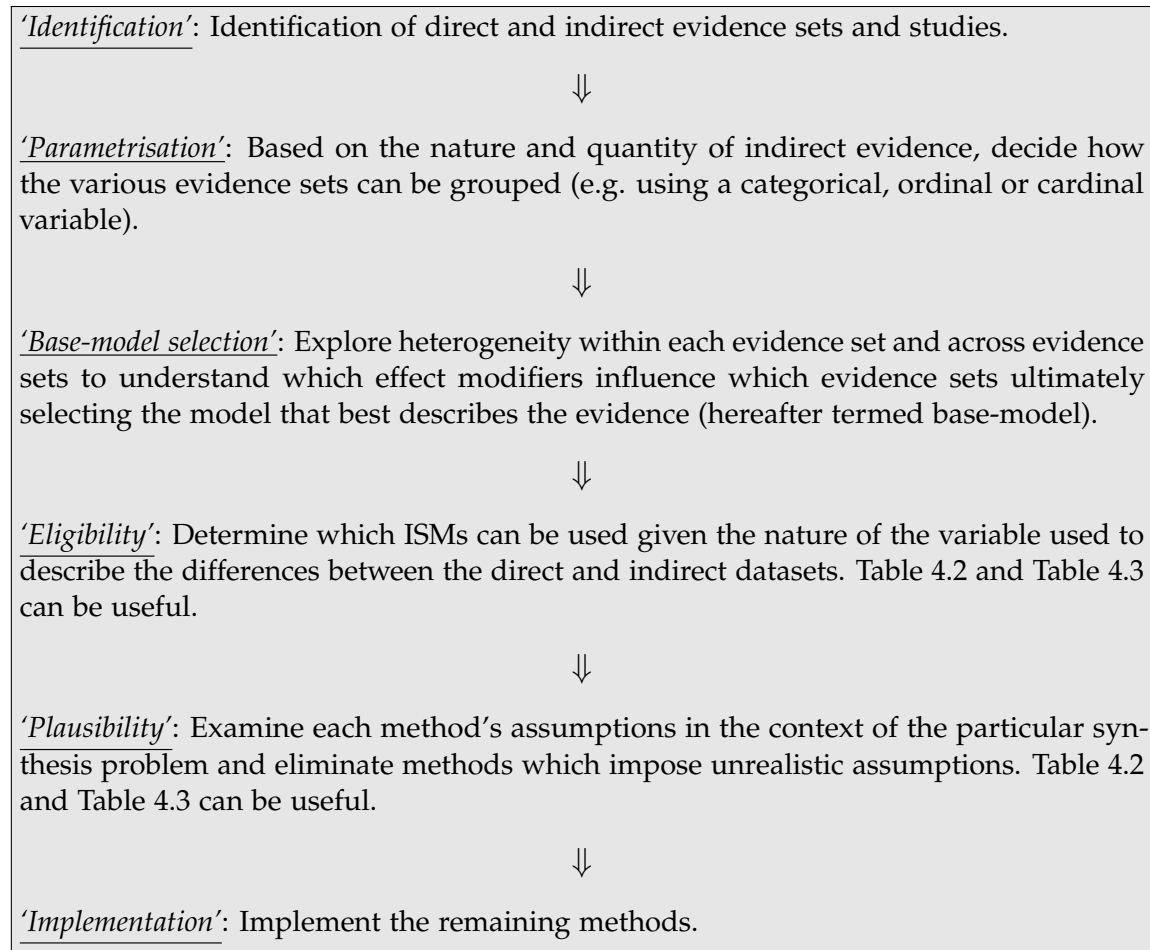 ‘Identification’: Identification of direct and indirect evidence sets and studies.
⇓
‘Parametrisation’: Based on the nature and quantity of indirect evidence, decide how
the various evidence sets can be grouped (e.g. using a categorical, ordinal or cardinal
variable).
⇓
‘Base-model selection’: Explore heterogeneity within each evidence set and across evidence
sets to understand which effect modifiers influence which evidence sets ultimately
selecting the model that best describes the evidence (hereafter termed base-model).
⇓
‘Eligibility’: Determine which ISMs can be used given the nature of the variable used to
describe the differences between the direct and indirect datasets. Table 4.2 and Table 4.3
can be useful.
⇓
‘Plausibility’: Examine each method’s assumptions in the context of the particular syn-
thesis problem and eliminate methods which impose unrealistic assumptions. Table 4.2
and Table 4.3 can be useful.
⇓
‘Implementation’: Implement the remaining methods.